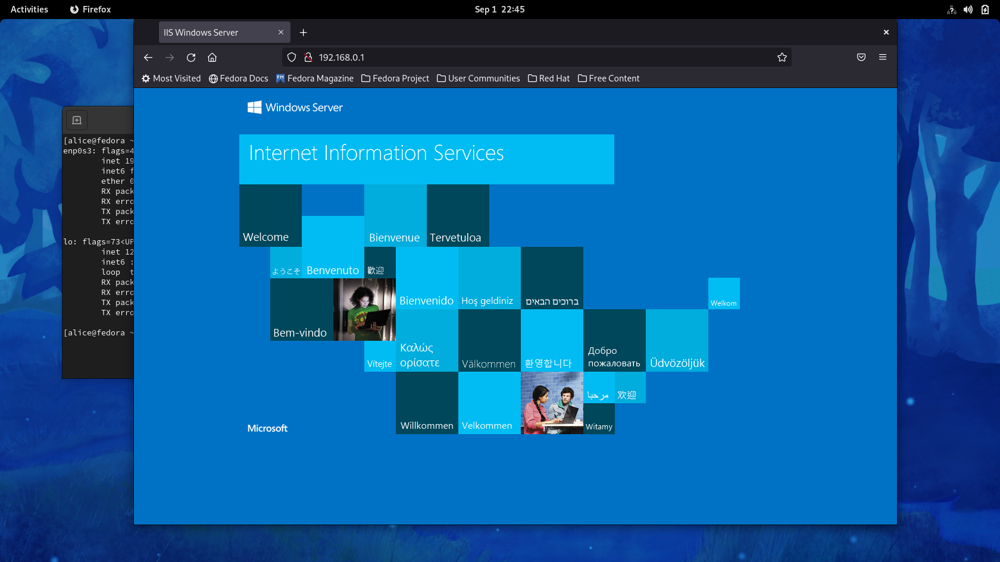 Activities
Firefox
Sep 1 22:45
IIS Windows Server
192.168.0.1
Most Visited
Fedora Docs
Fedora Magazine
Fedora Project
User Communities
Red Hat
Free Content
[alice@fedora ~
enp0s3: flags=4
inet 19
inet6 f
ether 0
RX pack
RX erro
TX pack
TX erro
lo: flags=73<UP
inet 12
inet6 :
loop t
RX pack
RX erro
TX pack
TX erro
[alice@fedora ~
Windows Server
Internet Information Services
Welcome
Bienvenue
Tervetuloa
ようこそ
Benvenuto
歡迎
Bienvenido
Hoş geldiniz
ברוכים הבאים
Welkom
Bem-vindo
Vítejte
Καλώς
ορίσατε
Välkommen
환영합니다
Добро
пожаловать
Üdvözöljük
Microsoft
Willkommen
Velkommen
مرحبا
欢迎
Witamy